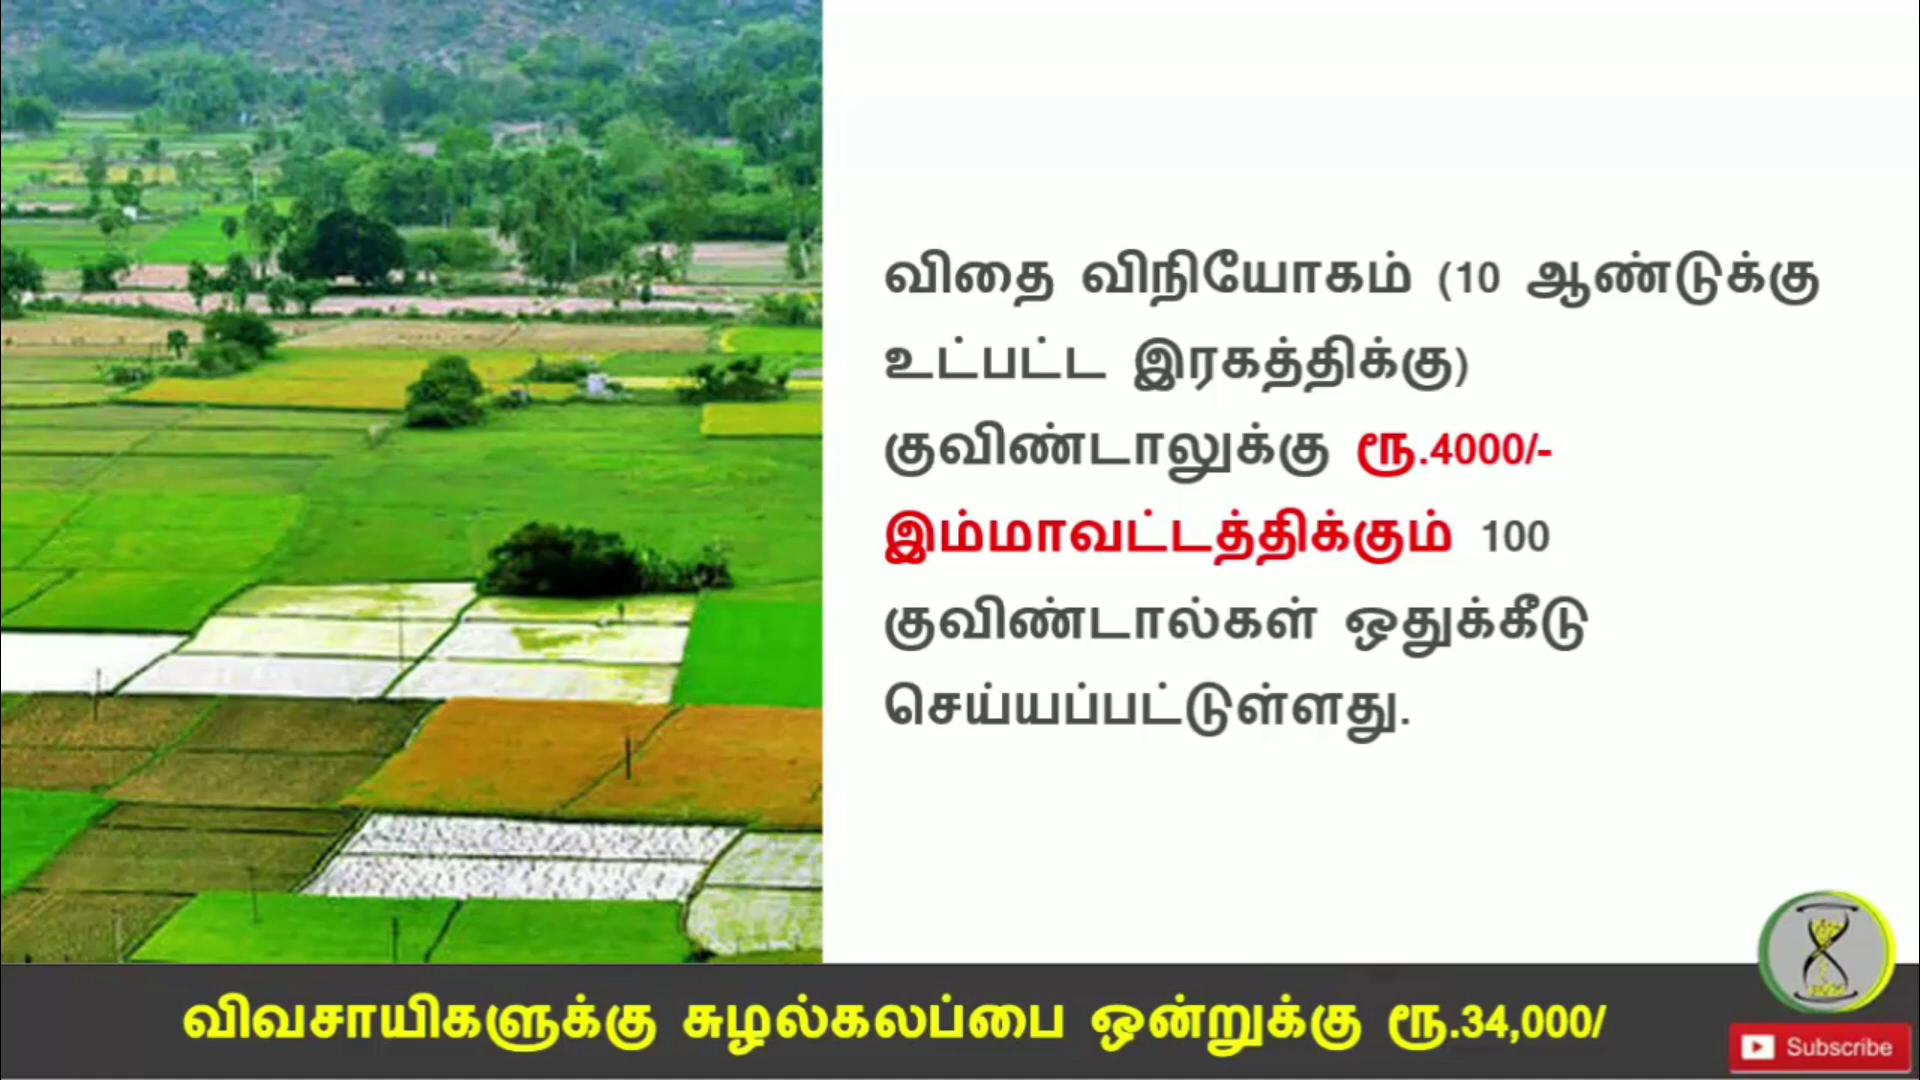 விதை விநியோகம் (10 ஆண்டுக்கு
உட்பட்ட இரகத்திக்கு)
குவிண்டாலுக்கு ரூ.4000/-
இம்மாவட்டத்திக்கும் 100
குவிண்டால்கள் ஒதுக்கீடு
செய்யப்பட்டுள்ளது.
விவசாயிகளுக்கு சுழல்கலப்பை ஒன்றுக்கு ரூ.34,000/
Subscribe